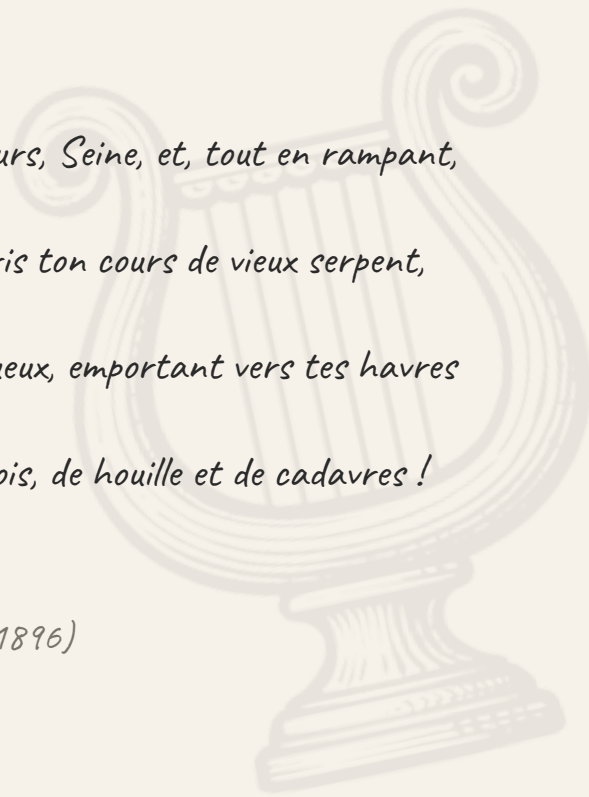 urs, Seine, et, tout en rampant,
ris ton cours de vieux serpent,
ueux, emportant vers tes havres
ois, de houille et de cadavres !
1896)